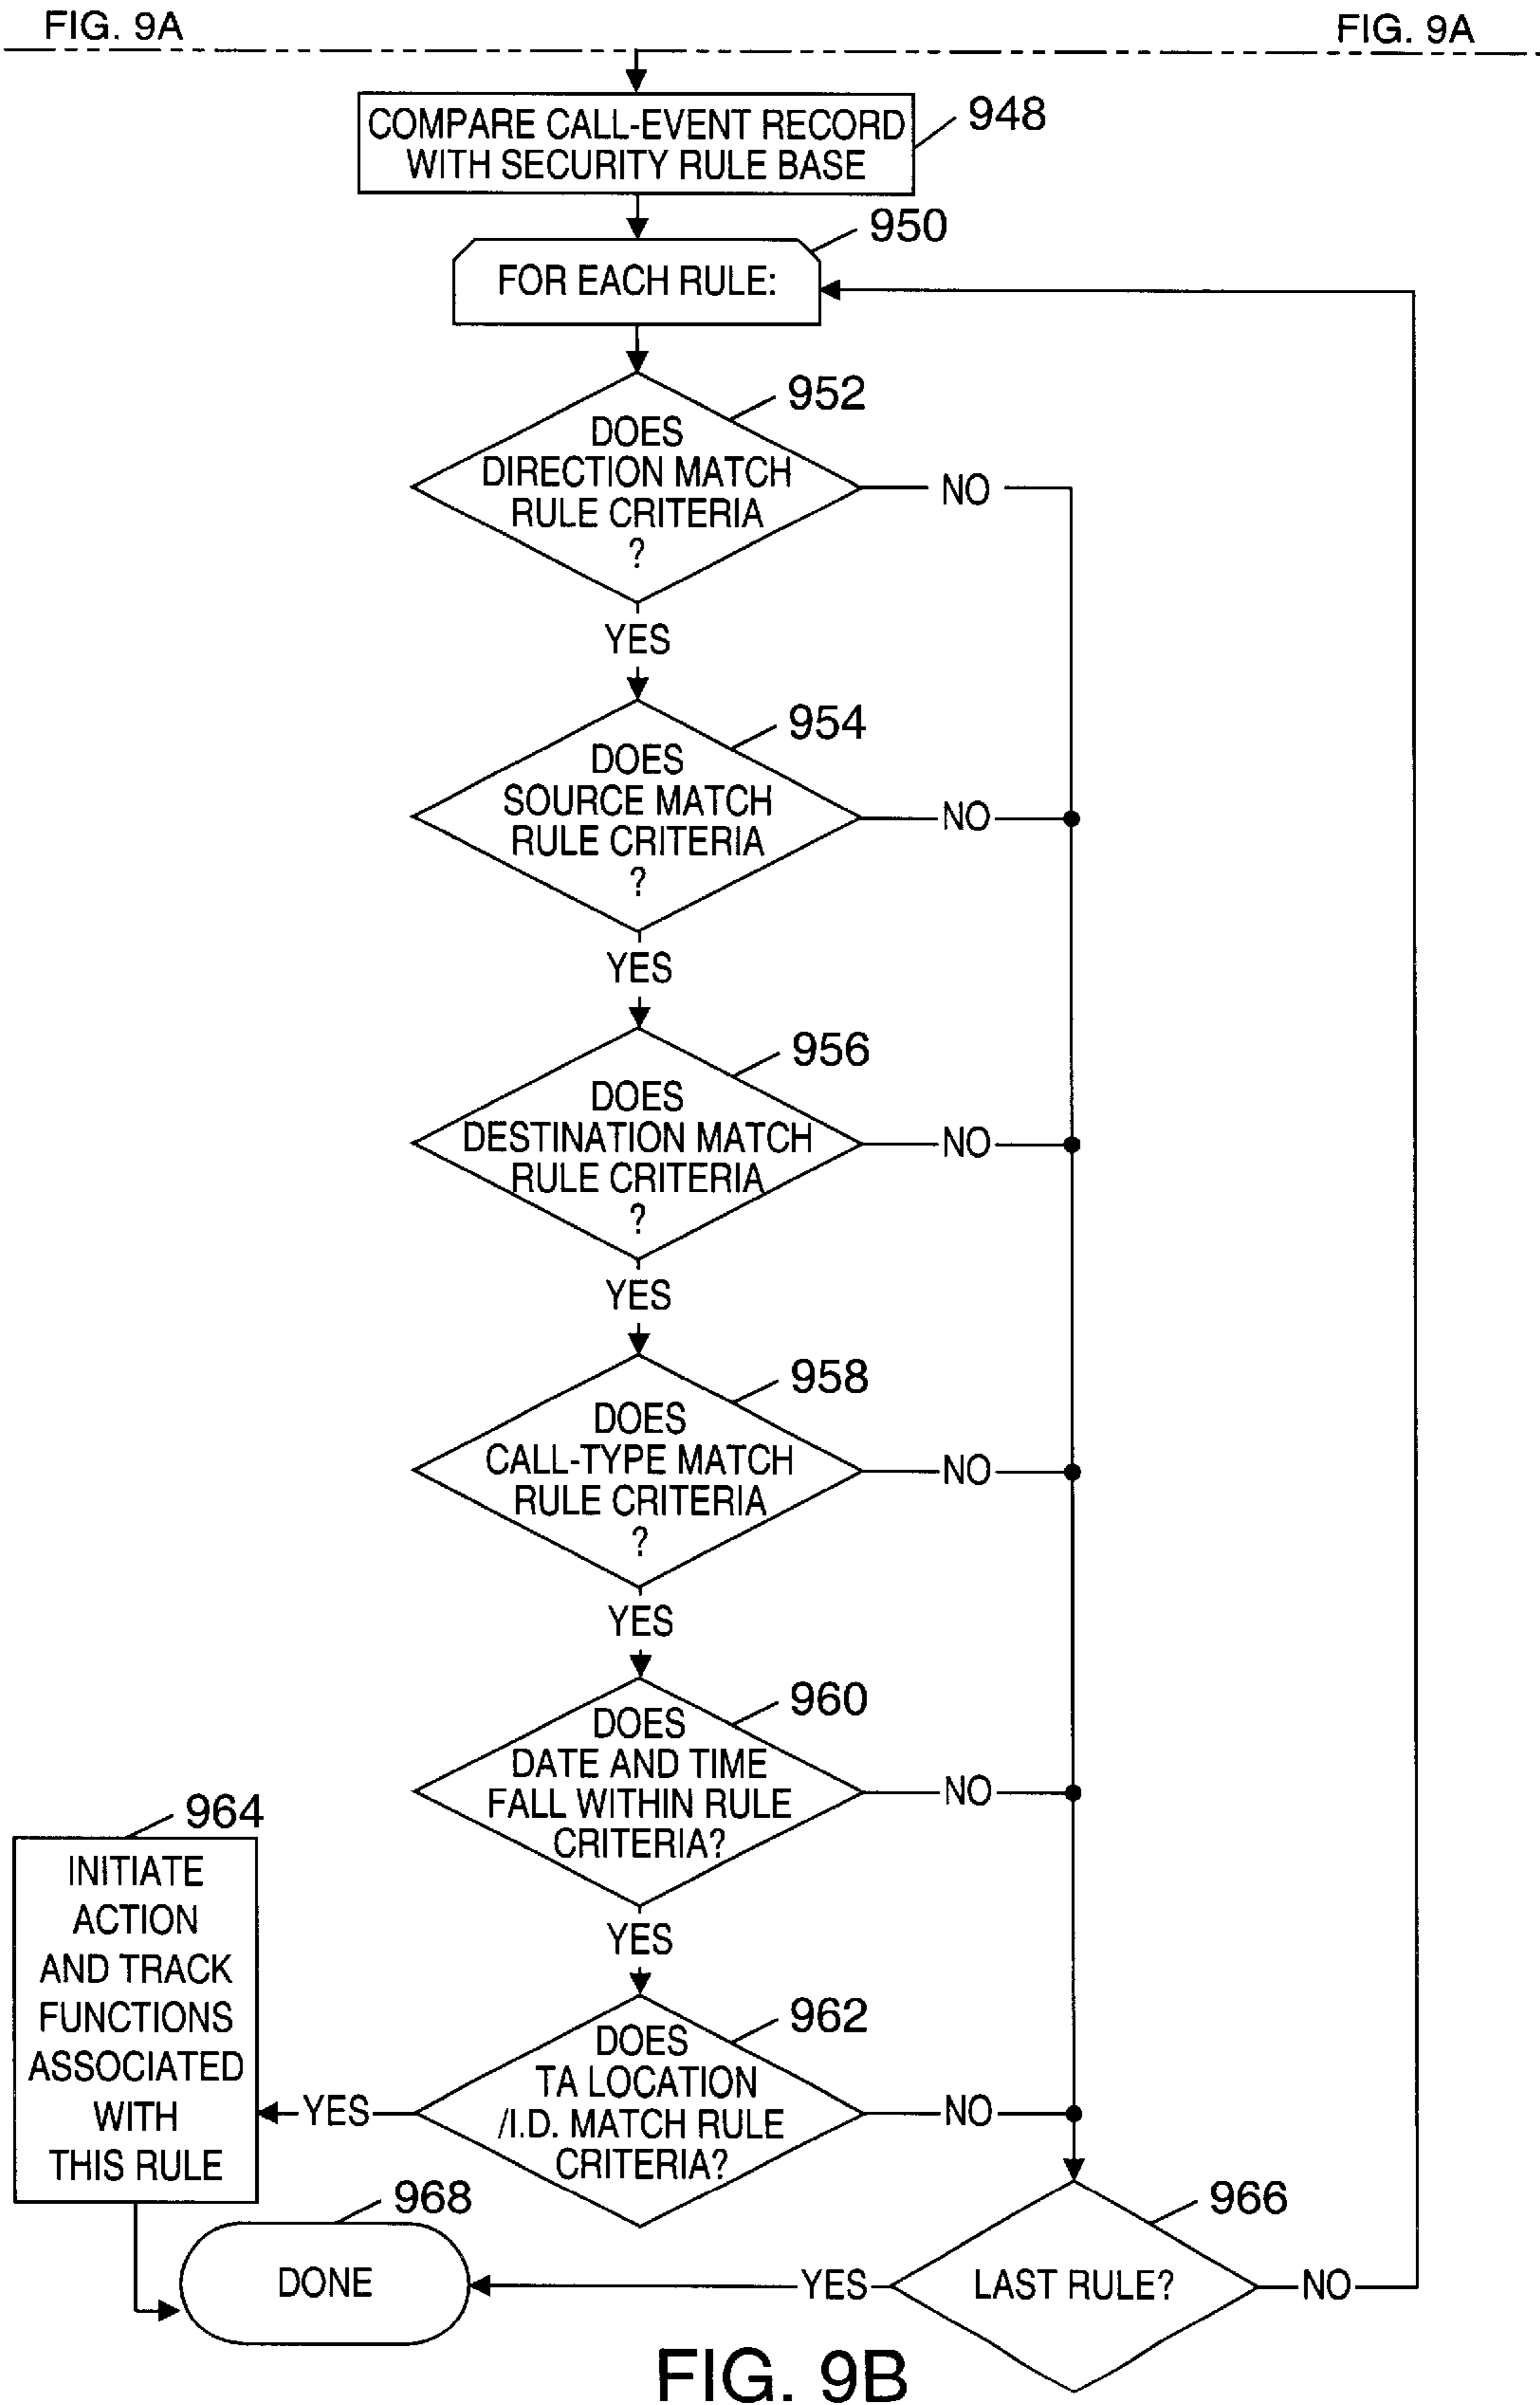 FIG. 9A
FIG. 9A
COMPARE CALL-EVENT RECORD
WITH SECURITY RULE BASE
948
950
FOR EACH RULE:
952
DOES
DIRECTION MATCH
RULE CRITERIA
?
NO
YES
954
DOES
SOURCE MATCH
RULE CRITERIA
?
NO
YES
956
DOES
DESTINATION MATCH
RULE CRITERIA
?
NO
YES
958
DOES
CALL-TYPE MATCH
RULE CRITERIA
?
NO
YES
960
DOES
DATE AND TIME
FALL WITHIN RULE
CRITERIA?
NO
YES
962
DOES
TA LOCATION
/I.D. MATCH RULE
CRITERIA?
NO
YES
964
INITIATE
ACTION
AND TRACK
FUNCTIONS
ASSOCIATED
WITH
THIS RULE
966
LAST RULE?
NO
YES
968
DONE
FIG. 9B